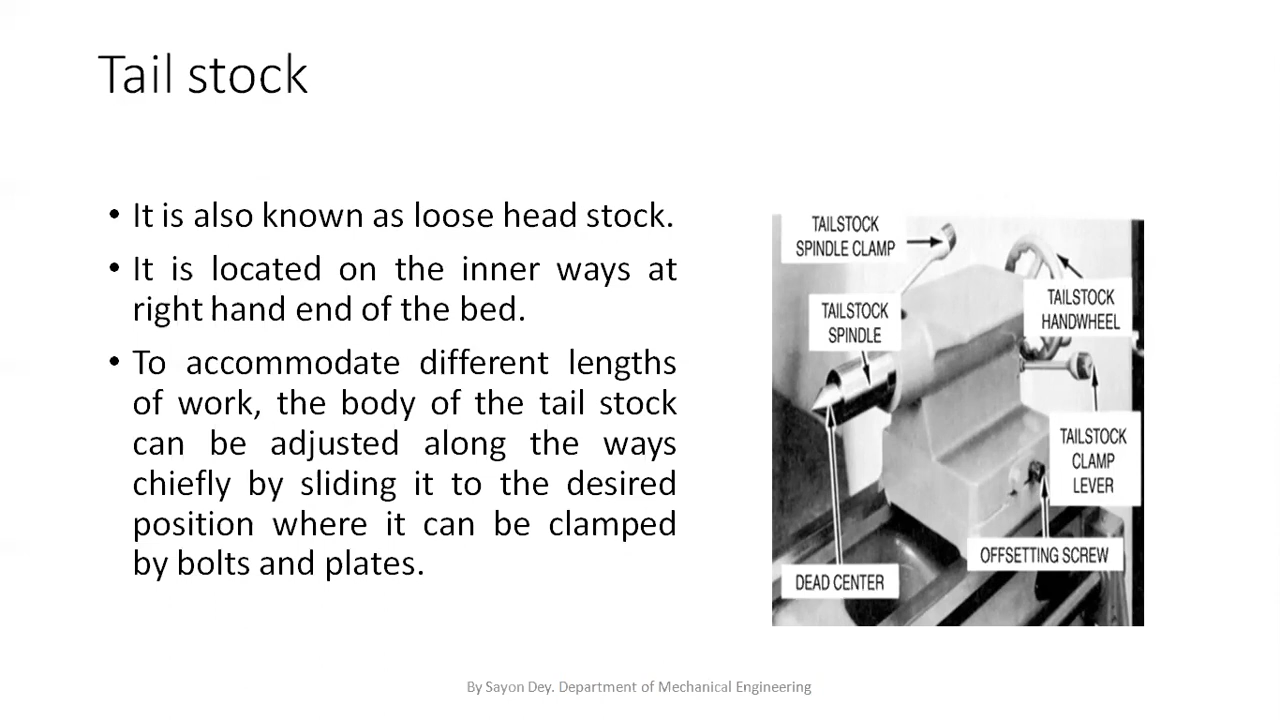 Tail stock
• It is also known as loose head stock.
• It is located on the inner ways at
right hand end of the bed.
• To accommodate different lengths
of work, the body of the tail stock
can be adjusted along the ways
chiefly by sliding it to the desired
position where it can be clamped
by bolts and plates.
TAILSTOCK
SPINDLE CLAMP
TAILSTOCK
SPINDLE
TAILSTOCK
HANDWHEEL
TAILSTOCK
CLAMP
LEVER
OFFSETTING SCREW
DEAD CENTER
By Sayon Dey. Department of Mechanical Engineering